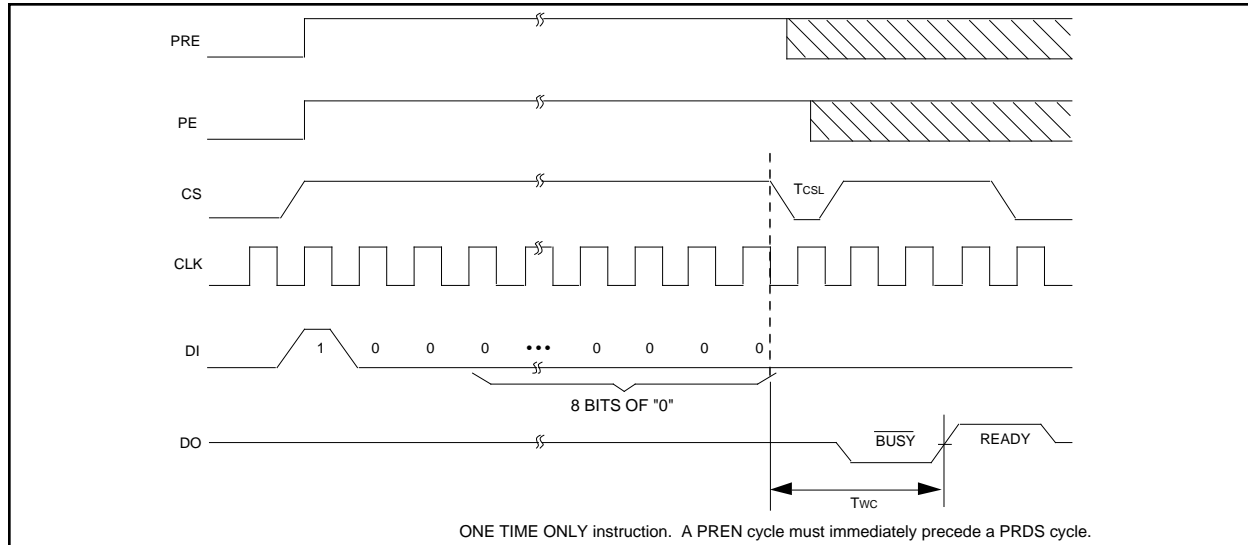 PRE
PE
CS
TCSL
CLK
DI
1 0 0 0 ••• 0 0 0 0
8 BITS OF "0"
DO
BUSY
READY
TWC
ONE TIME ONLY instruction. A PREN cycle must immediately precede a PRDS cycle.